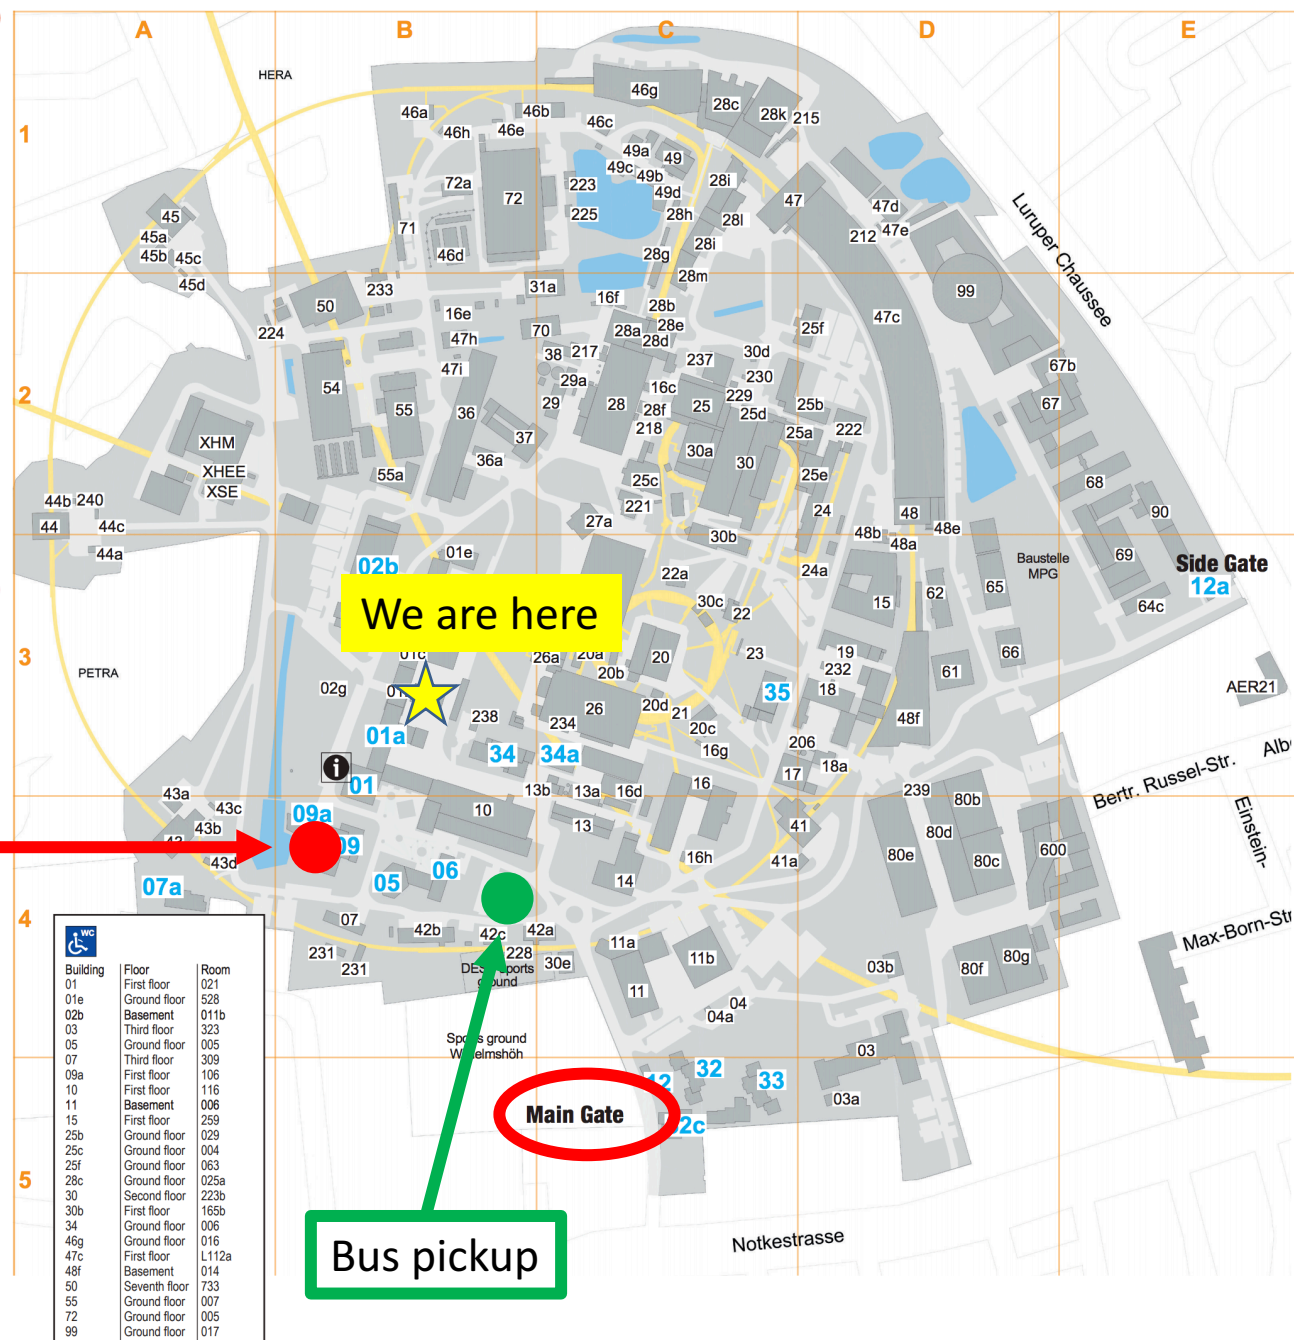 A B C D E
HERA
46g
28c
46a
46b
28k
215
1
46h
46e
46c
49a
49
49c
49b
28i
72a
223
49d
72
47
45
225
28h
47d
71
28l
45a
212
47e
Luruper Chaussee
45b
45c
46d
28g
28i
45d
28m
233
31a
99
50
16f
28b
16e
47c
224
70
28a
28e
25f
47h
28d
38
217
237
30d
67b
47i
54
29a
230
2
55
36
29
28
16c
229
25
25b
67
28f
25d
XHM
37
218
25a
222
30a
XHEE
36a
30
55a
25c
25e
68
XSE
44b
240
221
24
48
90
44
44c
27a
48b
48e
30b
48a
44a
01e
Baustelle
MPG
69
Side Gate
02b
22a
24a
12a
65
We are here
30c
15
62
64c
22
3
01c
26a
20a
20
23
19
66
PETRA
20b
232
61
02g
35
18
AER21
26
20d
238
21
48f
234
01a
20c
206
34
34a
16g
18a
Albe
i
17
Bertr. Russel-Str.
01
13b
13a
16d
16
239
80b
43a
43c
10
09a
43b
13
41
80d
Einstein-
09
80e
80c
600
43d
16h
41a
06
07a
05
14
4
07
42b
42c
42a
11a
Max-Born-Str
231
231
228
30e
11b
03b
80f
80g
11
04
04a
03
12
32
33
03a
Main Gate
5
Bus pickup
Notkestrasse
WC
Building Floor Room
01 First floor 021
01e Ground floor 528
02b Basement 011b
03 Third floor 323
05 Ground floor 005
07 Third floor 309
09a First floor 106
10 First floor 116
11 Basement 006
15 First floor 259
25b Ground floor 029
25c Ground floor 004
25f Ground floor 063
28c Ground floor 025a
30 Second floor 223b
30b First floor 165b
34 Ground floor 006
46g Ground floor 016
47c First floor L112a
48f Basement 014
50 Seventh floor 733
55 Ground floor 007
72 Ground floor 005
99 Ground floor 017